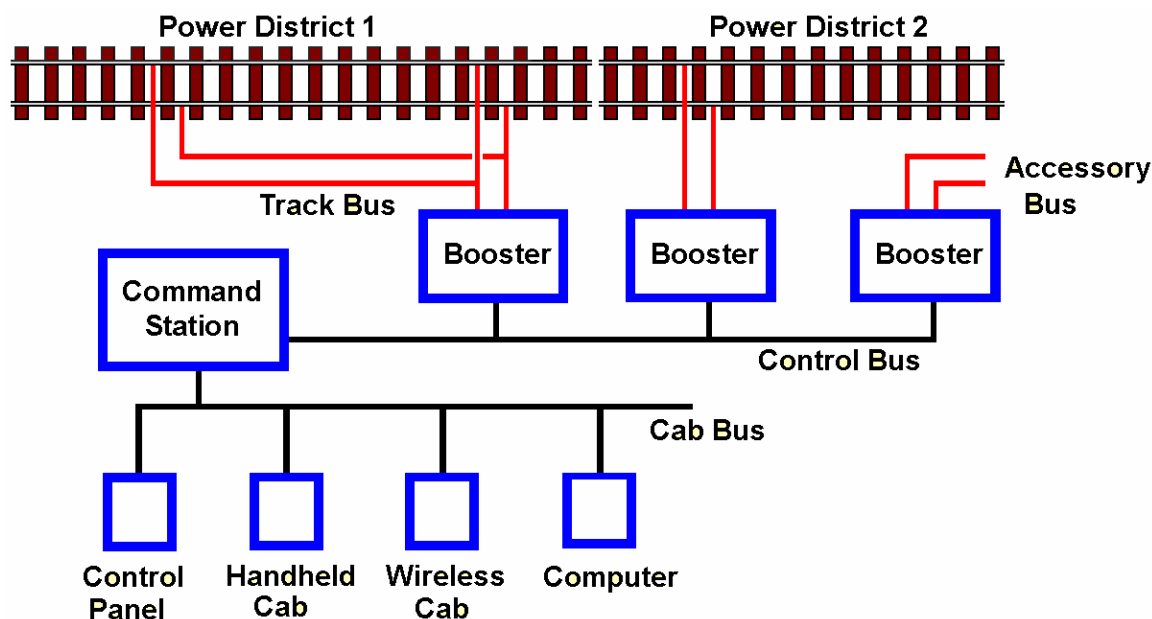 Power District 1
Power District 2
Accessory
Bus
Track Bus
Booster
Booster
Booster
Command
Station
Control Bus
Cab Bus
Control
Panel
Handheld
Cab
Wireless
Cab
Computer